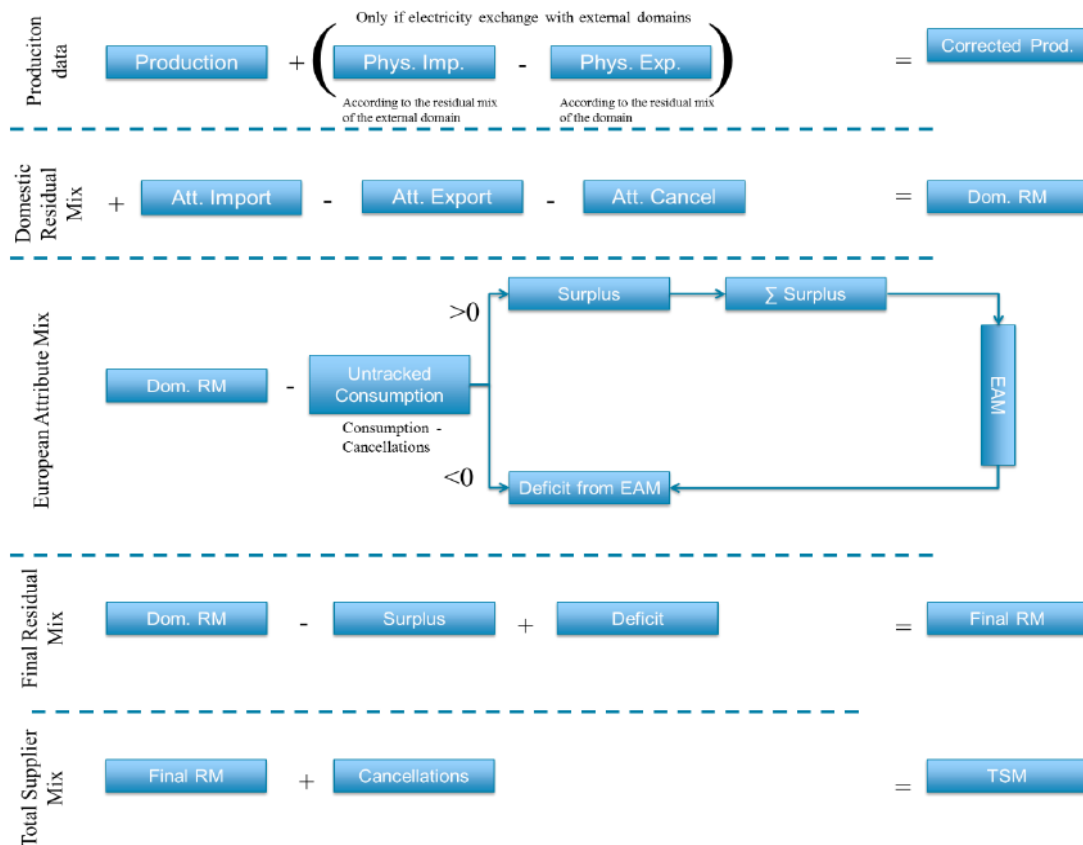 Only if electricity exchange with external domains
Produciton
data
Production + ( Phys. Imp. - Phys. Exp. ) = Corrected Prod.
According to the residual mix
of the external domain
According to the residual mix
of the domain
Domestic
Residual
Mix
+ Att. Import - Att. Export - Att. Cancel = Dom. RM
European Attribute Mix
Dom. RM -
Untracked
Consumption
Consumption -
Cancellations
>0
Surplus
∑ Surplus
EAM
<0
Deficit from EAM
Final Residual
Mix
Dom. RM - Surplus + Deficit = Final RM
Total Supplier
Mix
Final RM + Cancellations = TSM